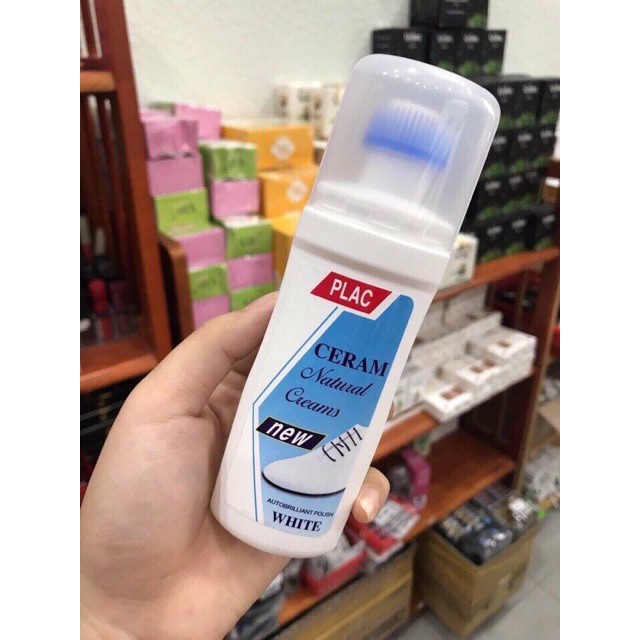 PLAC
CERAM
Natural
Creams
new
AUTOBRILLIANT POLISH
WHITE